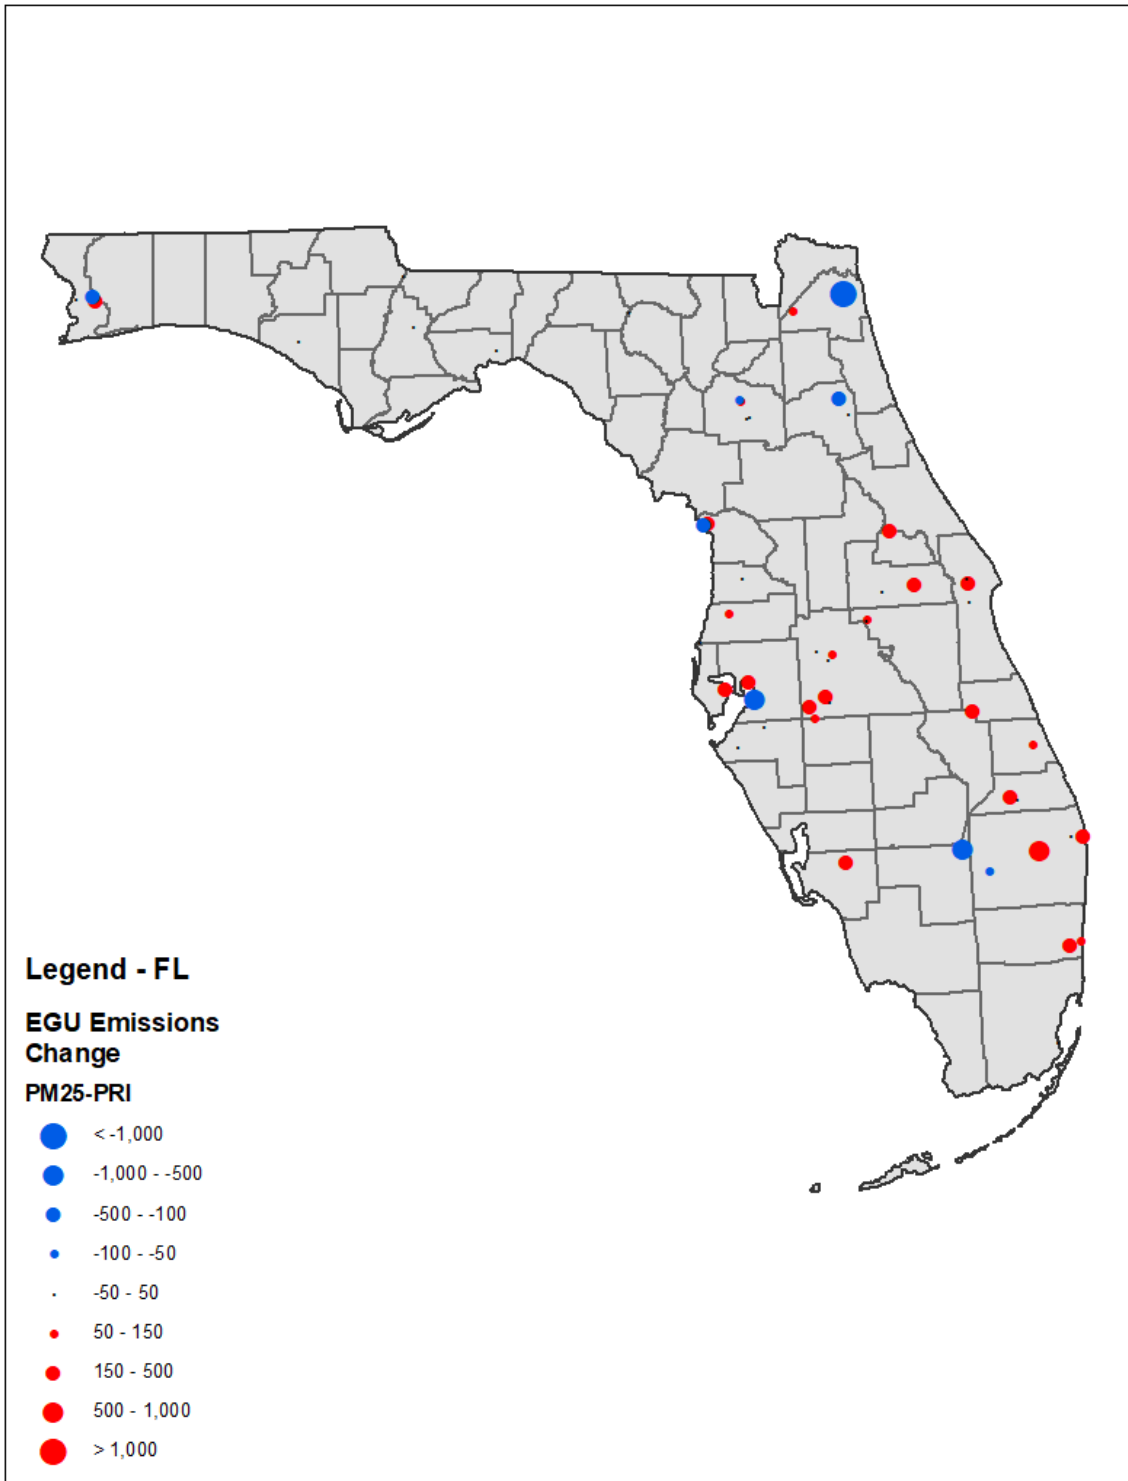 Legend - FL
EGU Emissions
Change
PM25-PRI
< -1,000
-1,000 - -500
-500 - -100
-100 - -50
-50 - 50
50 - 150
150 - 500
500 - 1,000
> 1,000